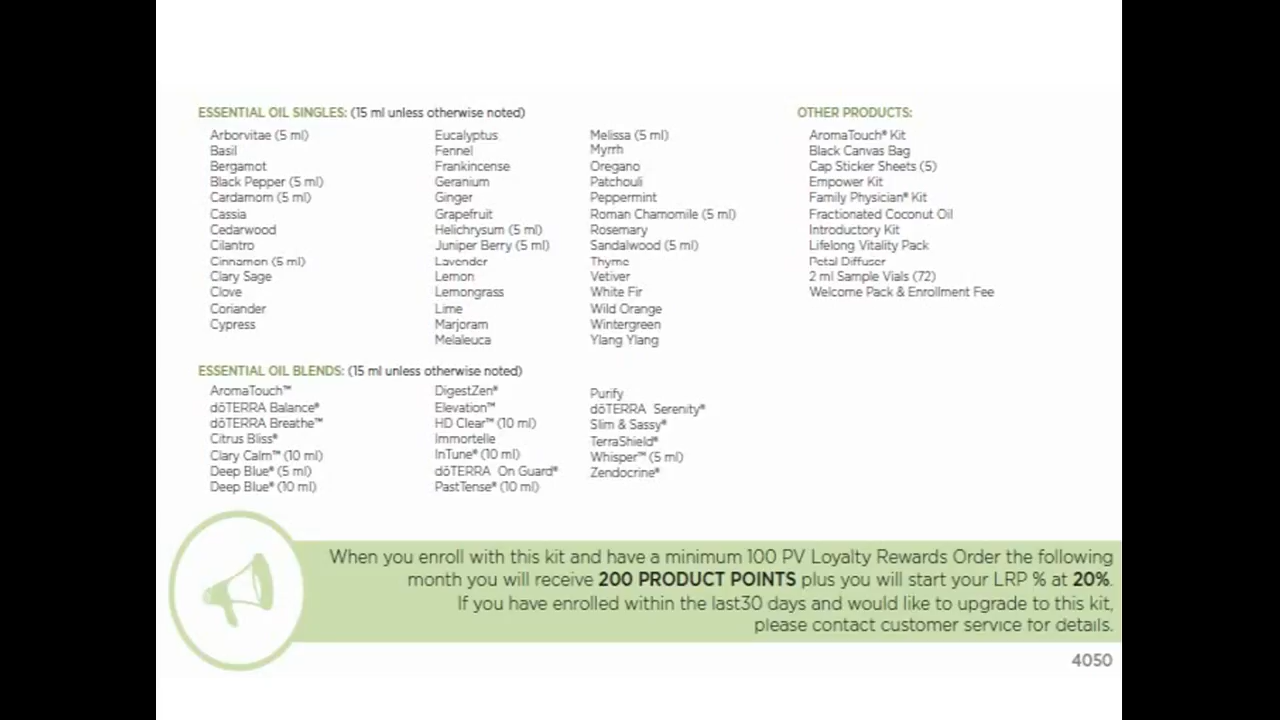 ESSENTIAL OIL SINGLES: (15 ml unless otherwise noted)
Arborvitae (5 ml)
Basil
Bergamot
Black Pepper (5 ml)
Cardamom (5 ml)
Cassia
Cedarwood
Cilantro
Cinnamon (5 ml)
Clary Sage
Clove
Coriander
Cypress
Eucalyptus
Fennel
Frankincense
Geranium
Ginger
Grapefruit
Helichrysum (5 ml)
Juniper Berry (5 ml)
Lavender
Lemon
Lemongrass
Lime
Marjoram
Melaleuca
Melissa (5 ml)
Myrrh
Oregano
Patchouli
Peppermint
Roman Chamomile (5 ml)
Rosemary
Sandalwood (5 ml)
Thyme
Vetiver
White Fir
Wild Orange
Wintergreen
Ylang Ylang
OTHER PRODUCTS:
AromaTouch® Kit
Black Canvas Bag
Cap Sticker Sheets (5)
Empower Kit
Family Physician® Kit
Fractionated Coconut Oil
Introductory Kit
Lifelong Vitality Pack
Petal Diffuser
2 ml Sample Vials (72)
Welcome Pack & Enrollment Fee
ESSENTIAL OIL BLENDS: (15 ml unless otherwise noted)
AromaTouch™
dōTERRA Balance®
dōTERRA Breathe™
Citrus Bliss®
Clary Calm™ (10 ml)
Deep Blue® (5 ml)
Deep Blue® (10 ml)
DigestZen®
Elevation™
HD Clear™ (10 ml)
Immortelle
InTune® (10 ml)
dōTERRA On Guard®
PastTense® (10 ml)
Purify
dōTERRA Serenity®
Slim & Sassy®
TerraShield®
Whisper™ (5 ml)
Zendocrine®
When you enroll with this kit and have a minimum 100 PV Loyalty Rewards Order the following
month you will receive 200 PRODUCT POINTS plus you will start your LRP % at 20%.
If you have enrolled within the last30 days and would like to upgrade to this kit,
please contact customer service for details.
4050